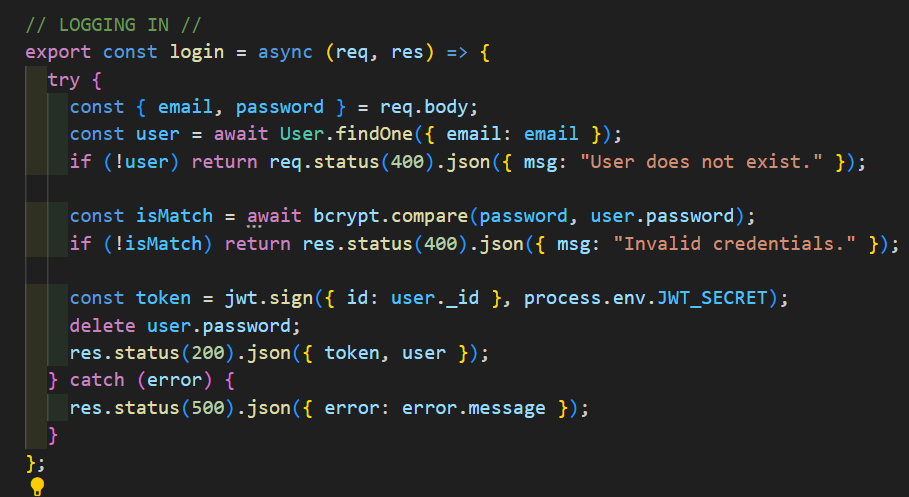 // LOGGING IN //
export const login = async (req, res) => {
try {
const { email, password } = req.body;
const user = await User.findOne({ email: email });
if (!user) return req.status(400).json({ msg: "User does not exist." });
const isMatch = await bcrypt.compare(password, user.password);
if (!isMatch) return res.status(400).json({ msg: "Invalid credentials." });
const token = jwt.sign({ id: user._id }, process.env.JWT_SECRET);
delete user.password;
res.status(200).json({ token, user });
} catch (error) {
res.status(500).json({ error: error.message });
}
};